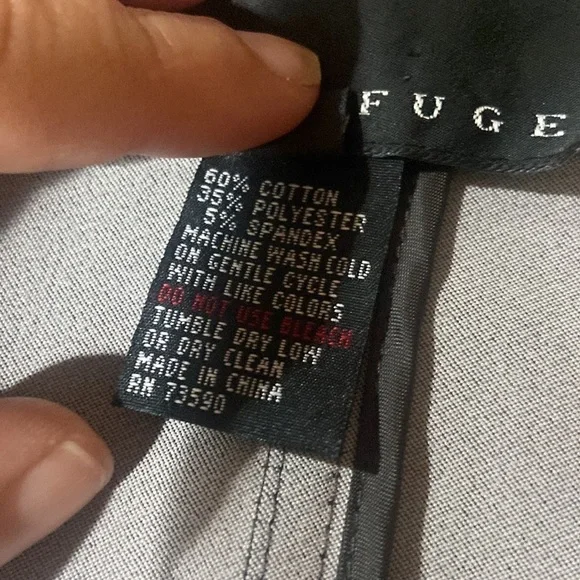 FUGE
60% COTTON
35% POLYESTER
5% SPANDEX
MACHINE WASH COLD
ON GENTLE CYCLE
WITH LIKE COLORS
DO NOT USE BLEACH
TUMBLE DRY LOW
OR DRY CLEAN
MADE IN CHINA
RN 73590